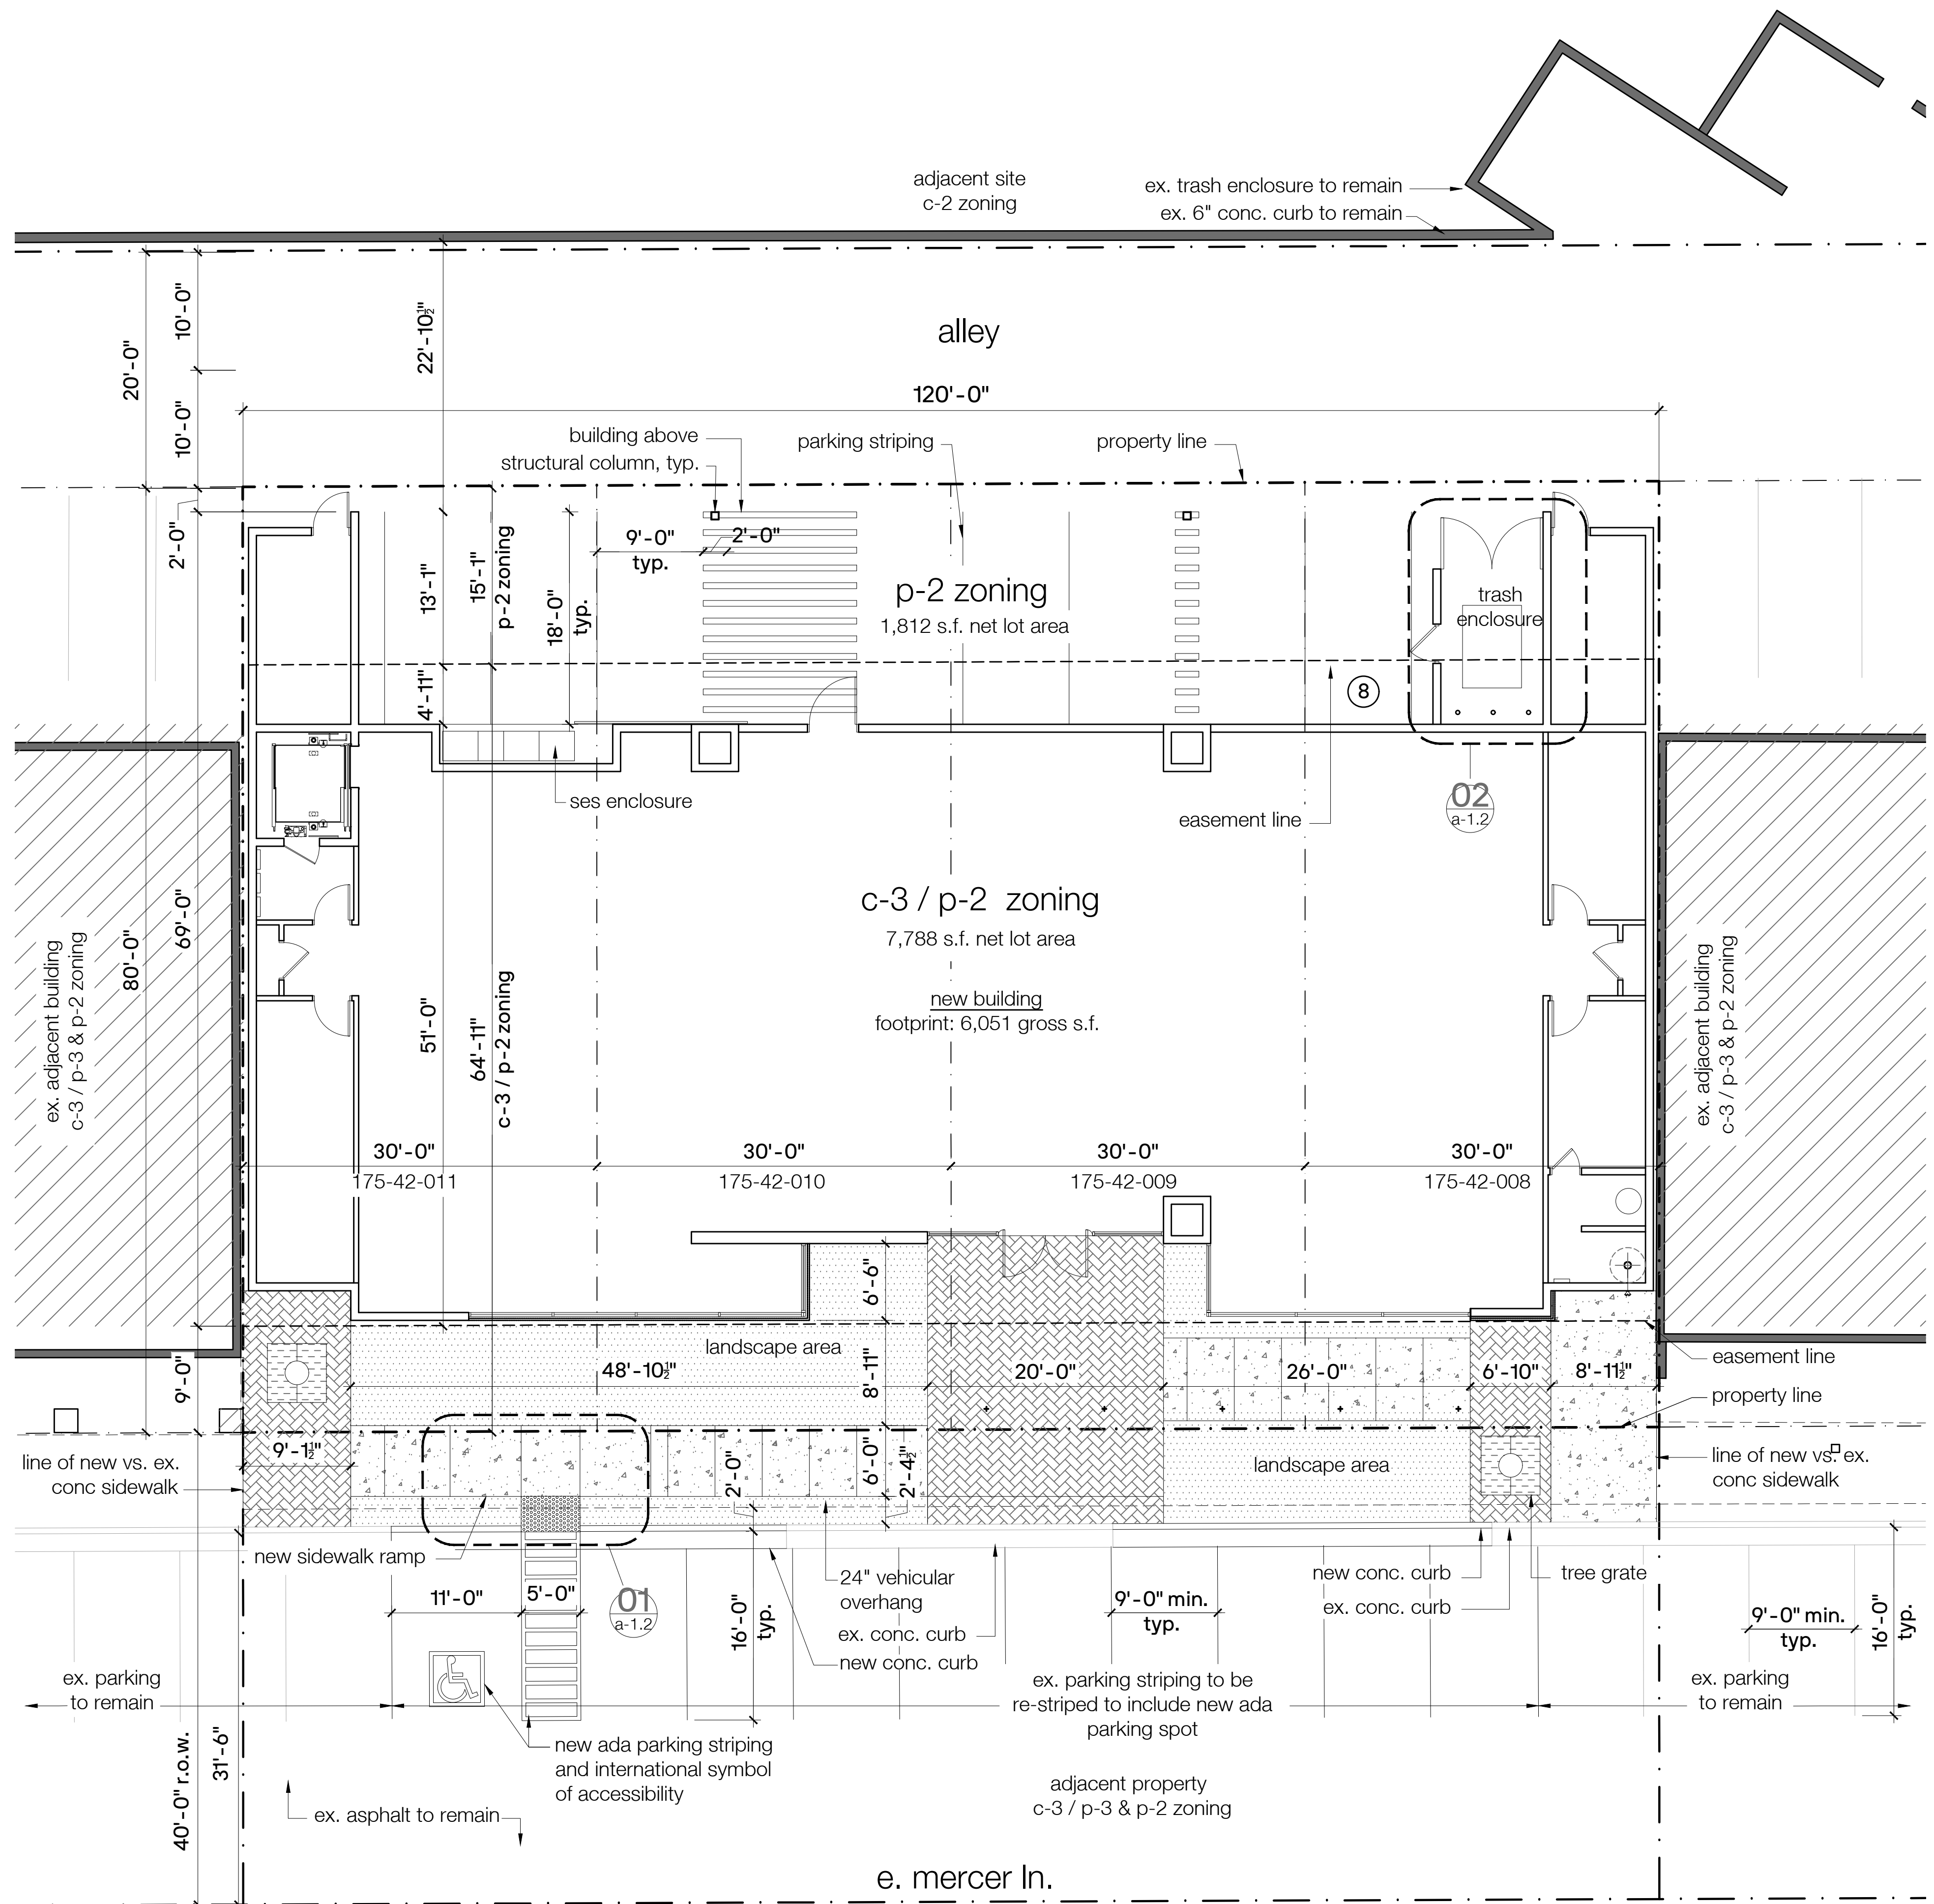 adjacent site
c-2 zoning
ex. trash enclosure to remain
ex. 6" conc. curb to remain
10'-0"
20'-0"
22'-10½"
alley
120'-0"
10'-0"
building above
structural column, typ.
parking striping
property line
2'-0"
13'-1"
15'-1"
p-2 zoning
18'-0"
typ.
9'-0"
typ.
2'-0"
p-2 zoning
1,812 s.f. net lot area
trash
enclosure
4'-11"
8
ses enclosure
easement line
02
a-1.2
c-3 / p-2 zoning
7,788 s.f. net lot area
new building
footprint: 6,051 gross s.f.
ex. adjacent building
c-3 / p-3 & p-2 zoning
80'-0"
69'-0"
51'-0"
64'-11"
c-3 / p-2 zoning
ex. adjacent building
c-3 / p-3 & p-2 zoning
30'-0"
30'-0"
30'-0"
30'-0"
175-42-011
175-42-010
175-42-009
175-42-008
6'-6"
landscape area
9'-0"
48'-10½"
8'-11"
20'-0"
26'-0"
6'-10"
8'-11½"
easement line
property line
9'-1½"
line of new vs. ex.
conc sidewalk
2'-0"
6'-0"
2'-4½"
landscape area
line of new vs. ex.
conc sidewalk
new sidewalk ramp
11'-0"
5'-0"
01
a-1.2
16'-0"
typ.
24" vehicular
overhang
ex. conc. curb
new conc. curb
9'-0" min.
typ.
new conc. curb
ex. conc. curb
tree grate
9'-0" min.
typ.
16'-0"
typ.
ex. parking
to remain
ex. parking striping to be
re-striped to include new ada
parking spot
ex. parking
to remain
new ada parking striping
and international symbol
of accessibility
40'-0" r.o.w.
31'-6"
ex. asphalt to remain
adjacent property
c-3 / p-3 & p-2 zoning
e. mercer ln.